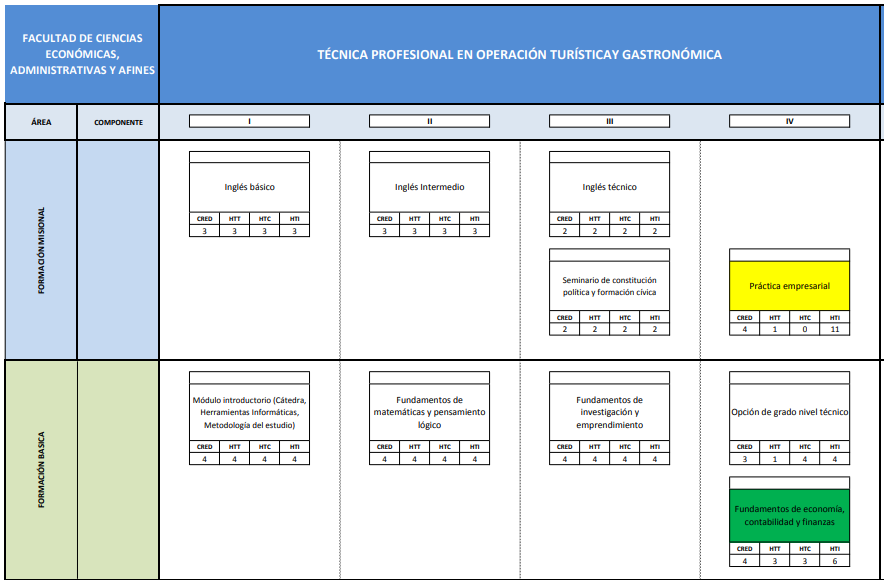 FACULTAD DE CIENCIAS
ECONÓMICAS,
ADMINISTRATIVAS Y AFINES
TÉCNICA PROFESIONAL EN OPERACIÓN TURÍSTICAY GASTRONÓMICA
ÁREA COMPONENTE I II III IV
FORMACIÓN MISIONAL
Inglés básico
CRED HTT HTC HTI
3 3 3 3
Inglés Intermedio
CRED HTT HTC HTI
3 3 3 3
Inglés técnico
CRED HTT HTC HTI
2 2 2 2
Seminario de constitución
política y formación cívica
CRED HTT HTC HTI
2 2 2 2
Práctica empresarial
CRED HTT HTC HTI
4 1 0 11
FORMACIÓN BASICA
Módulo introductorio (Cátedra,
Herramientas Informáticas,
Metodología del estudio)
CRED HTT HTC HTI
4 4 4 4
Fundamentos de
matemáticas y pensamiento
lógico
CRED HTT HTC HTI
4 4 4 4
Fundamentos de
investigación y
emprendimiento
CRED HTT HTC HTI
4 4 4 4
Opción de grado nivel técnico
CRED HTT HTC HTI
3 1 4 4
Fundamentos de economía,
contabilidad y finanzas
CRED HTT HTC HTI
4 3 3 6